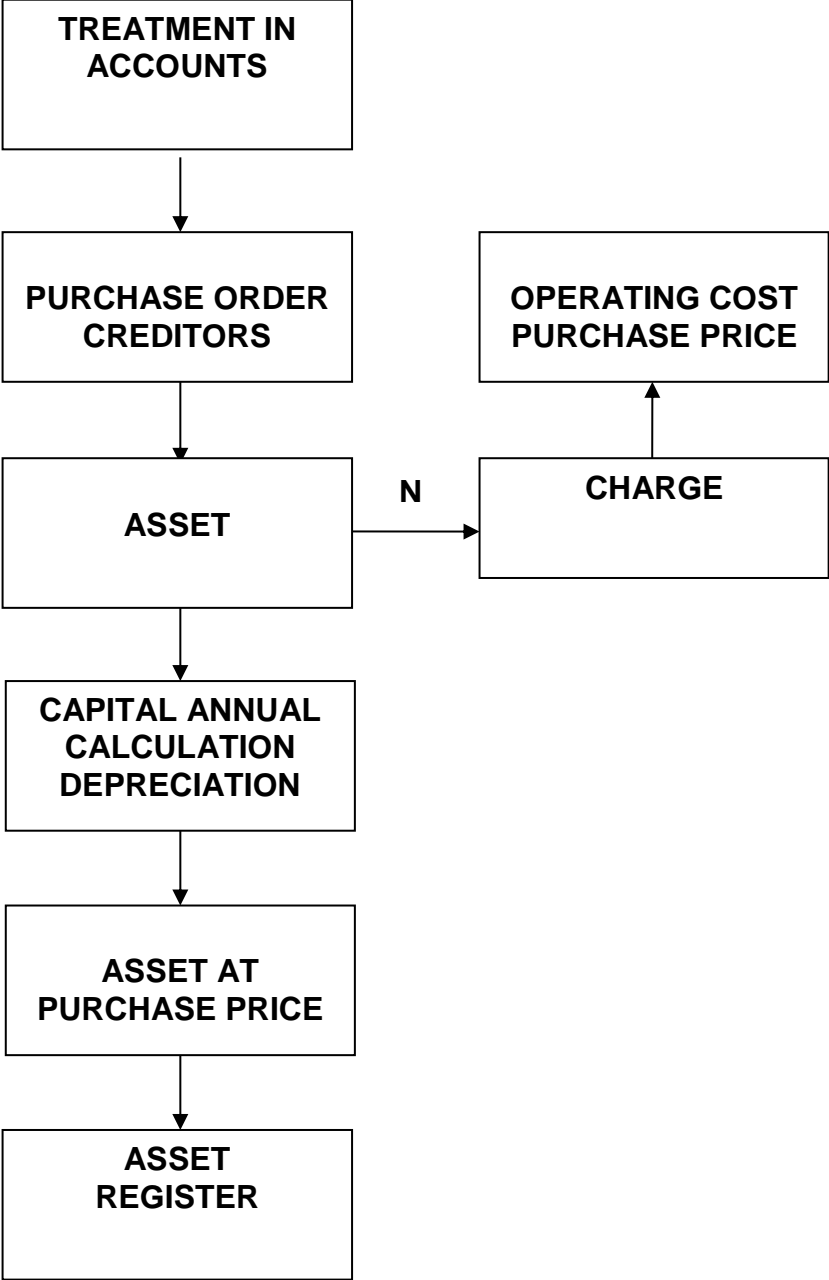 TREATMENT IN
ACCOUNTS
PURCHASE ORDER
CREDITORS
OPERATING COST
PURCHASE PRICE
ASSET
N
CHARGE
CAPITAL ANNUAL
CALCULATION
DEPRECIATION
ASSET AT
PURCHASE PRICE
ASSET
REGISTER